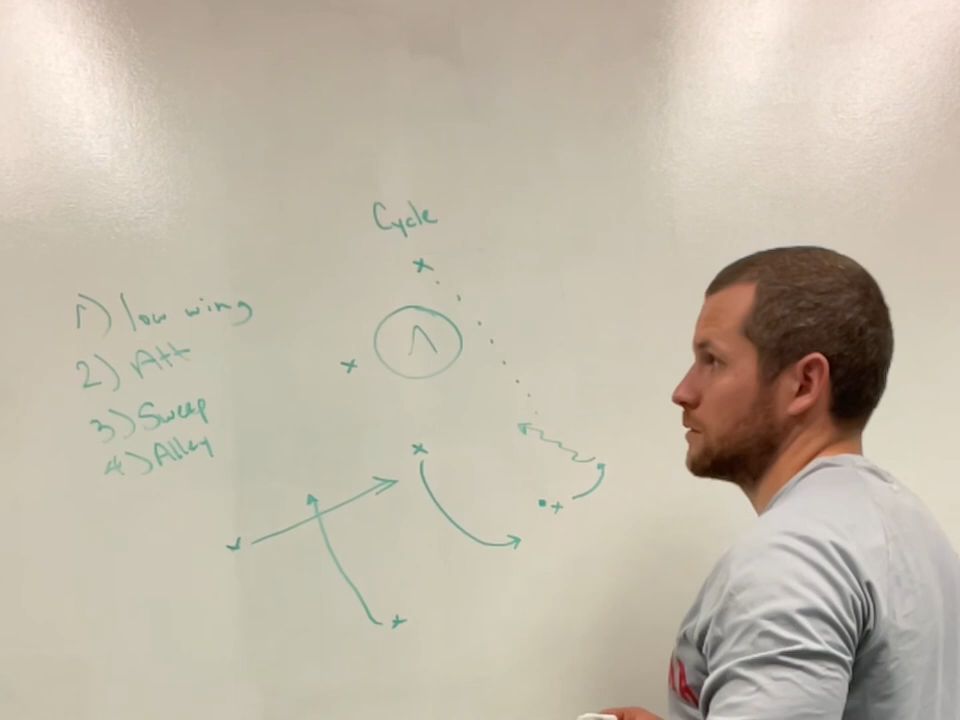 Cycle
1) low wing
2) Att
3) Sweep
4) Alley